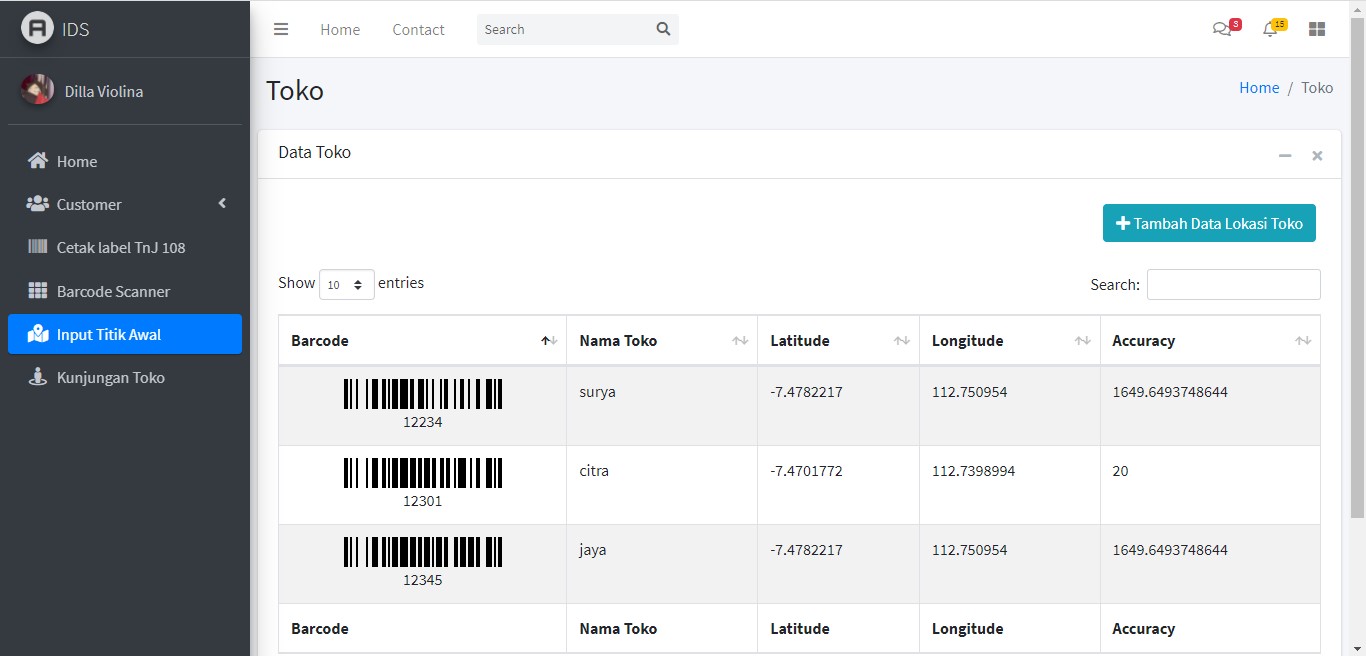 IDS
Home Contact Search 3 15
Dilla Violina
Toko
Home / Toko
Home
Customer
Cetak label TnJ 108
Barcode Scanner
Input Titik Awal
Kunjungan Toko
Data Toko
Tambah Data Lokasi Toko
Show 10 entries Search:
Barcode Nama Toko Latitude Longitude Accuracy
surya -7.4782217 112.750954 1649.6493748644
12234
citra -7.4701772 112.7398994 20
12301
jaya -7.4782217 112.750954 1649.6493748644
12345
Barcode Nama Toko Latitude Longitude Accuracy